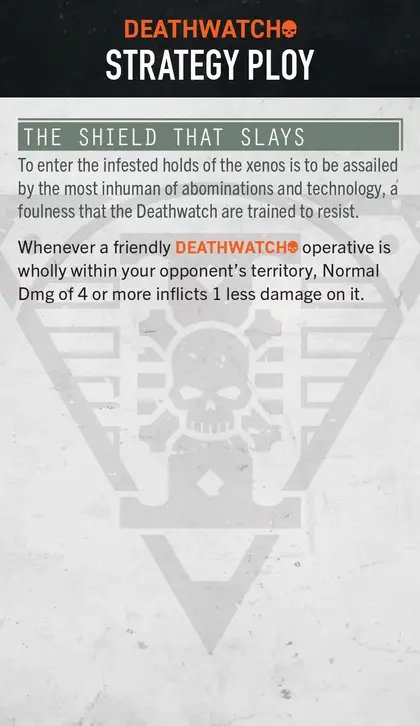 DEATHWATCH
STRATEGY PLOY
THE SHIELD THAT SLAYS
To enter the infested holds of the xenos is to be assailed
by the most inhuman of abominations and technology, a
foulness that the Deathwatch are trained to resist.
Whenever a friendly DEATHWATCH operative is
wholly within your opponent’s territory, Normal
Dmg of 4 or more inflicts 1 less damage on it.